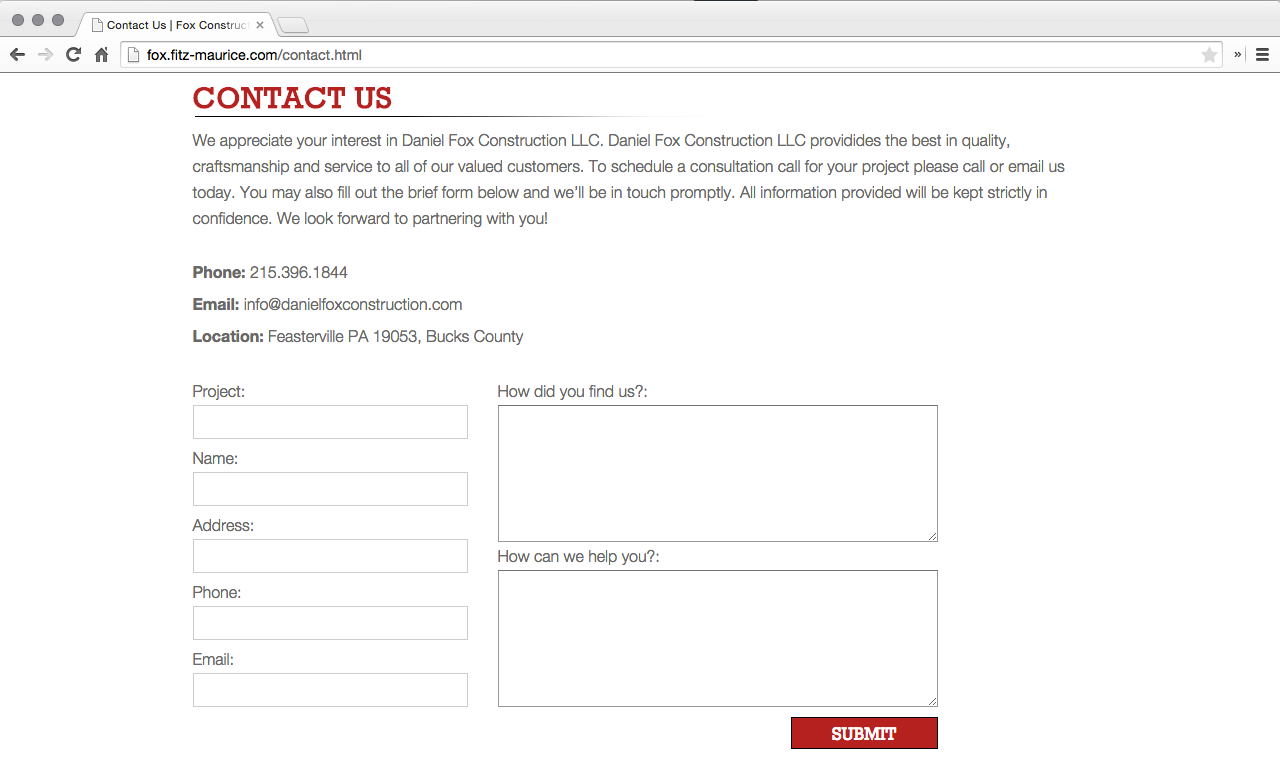 Contact Us | Fox Construct
fox.fitz-maurice.com/contact.html
»
CONTACT US
We appreciate your interest in Daniel Fox Construction LLC. Daniel Fox Construction LLC providides the best in quality,
craftsmanship and service to all of our valued customers. To schedule a consultation call for your project please call or email us
today. You may also fill out the brief form below and we’ll be in touch promptly. All information provided will be kept strictly in
confidence. We look forward to partnering with you!
Phone: 215.396.1844
Email: info@danielfoxconstruction.com
Location: Feasterville PA 19053, Bucks County
Project:
Name:
Address:
Phone:
Email:
How did you find us?:
How can we help you?:
SUBMIT